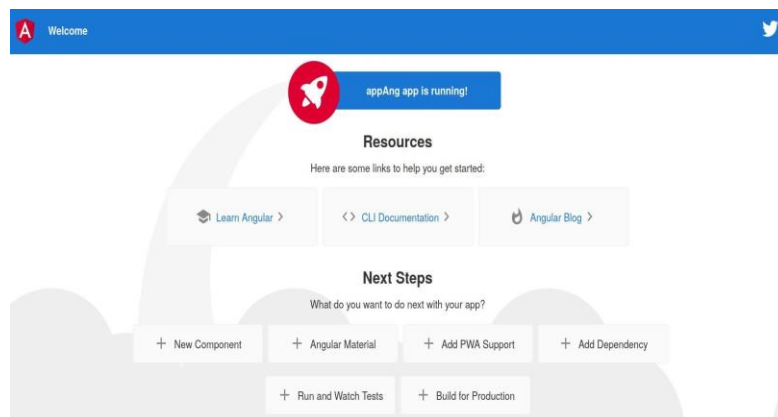 A Welcome
appAng app is running!
Resources
Here are some links to help you get started:
Learn Angular >
<> CLI Documentation >
Angular Blog >
Next Steps
What do you want to do next with your app?
+ New Component
+ Angular Material
+ Add PWA Support
+ Add Dependency
+ Run and Watch Tests
+ Build for Production